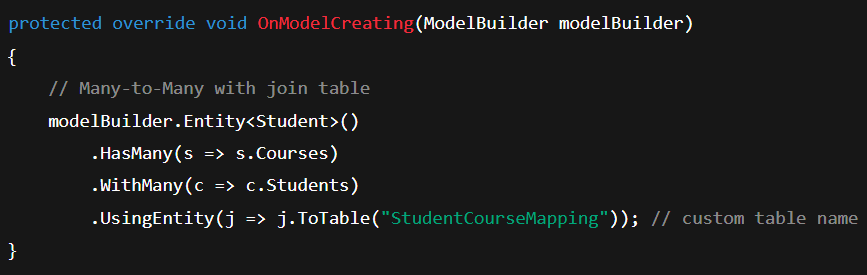 protected override void OnModelCreating(ModelBuilder modelBuilder)
{
    // Many-to-Many with join table
    modelBuilder.Entity<Student>()
        .HasMany(s => s.Courses)
        .WithMany(c => c.Students)
        .UsingEntity(j => j.ToTable("StudentCourseMapping")); // custom table name
}